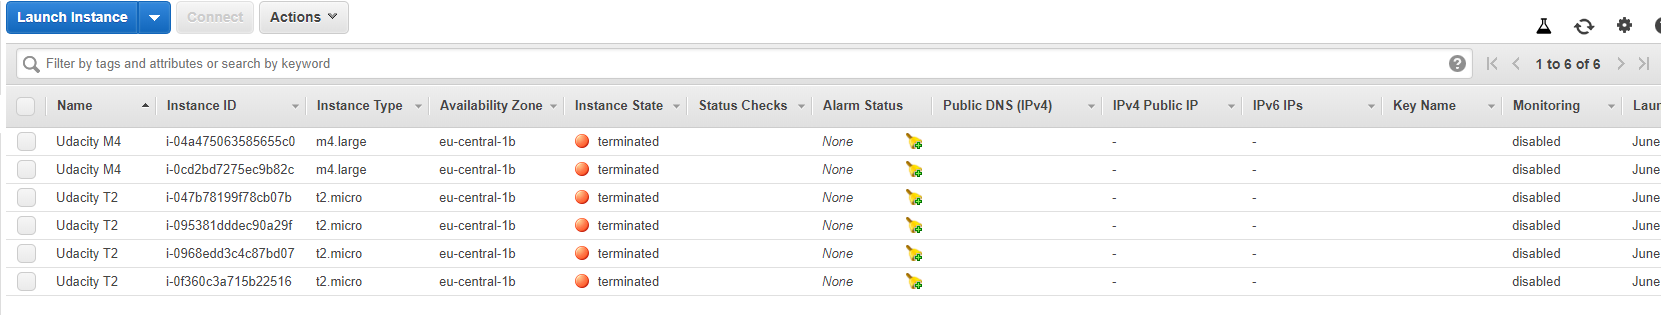 Launch Instance Connect Actions
Filter by tags and attributes or search by keyword ? 1 to 6 of 6
Name Instance ID Instance Type Availability Zone Instance State Status Checks Alarm Status Public DNS (IPv4) IPv4 Public IP IPv6 IPs Key Name Monitoring Laun
Udacity M4 i-04a475063585655c0 m4.large eu-central-1b terminated None - - disabled June
Udacity M4 i-0cd2bd7275ec9b82c m4.large eu-central-1b terminated None - - disabled June
Udacity T2 i-047b78199f78cb07b t2.micro eu-central-1b terminated None - - disabled June
Udacity T2 i-095381dddec90a29f t2.micro eu-central-1b terminated None - - disabled June
Udacity T2 i-0968edd3c4c87bd07 t2.micro eu-central-1b terminated None - - disabled June
Udacity T2 i-0f360c3a715b22516 t2.micro eu-central-1b terminated None - - disabled June